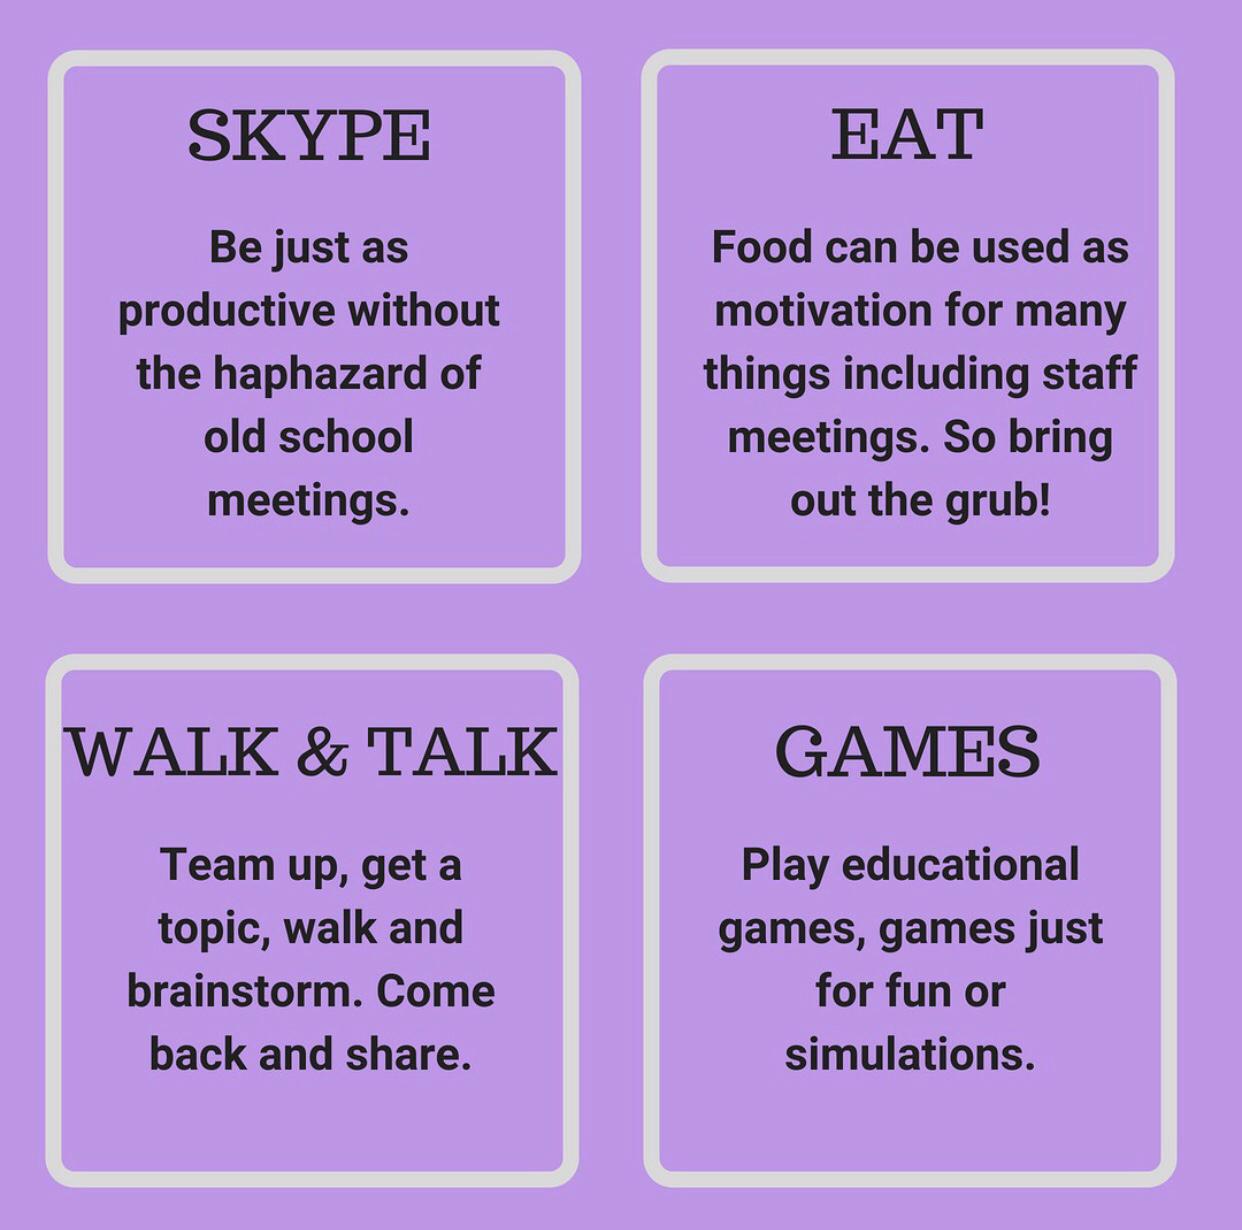 SKYPE
Be just as
productive without
the haphazard of
old school
meetings.
EAT
Food can be used as
motivation for many
things including staff
meetings. So bring
out the grub!
WALK & TALK
Team up, get a
topic, walk and
brainstorm. Come
back and share.
GAMES
Play educational
games, games just
for fun or
simulations.